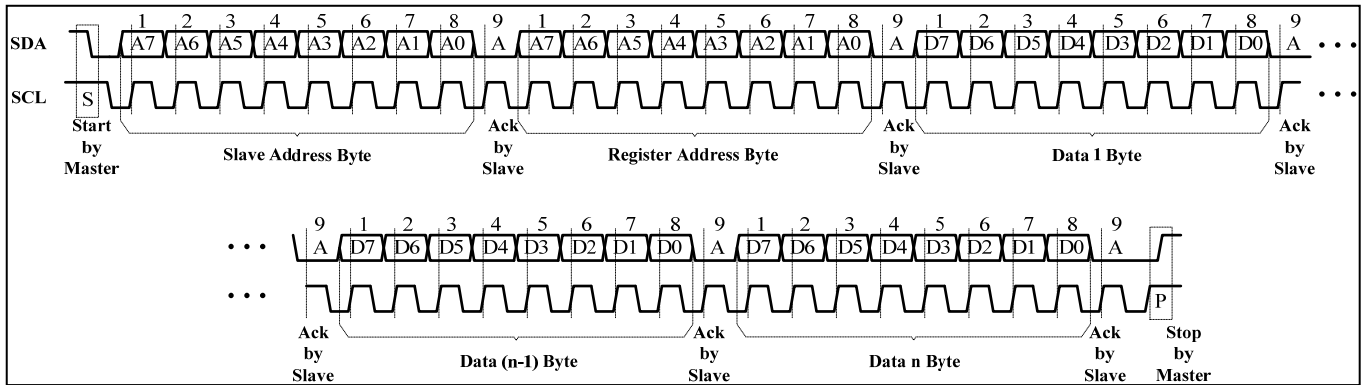 1 2 3 4 5 6 7 8 9 1 2 3 4 5 6 7 8 9 1 2 3 4 5 6 7 8 9
SDA A7 A6 A5 A4 A3 A2 A1 A0 A A7 A6 A5 A4 A3 A2 A1 A0 A D7 D6 D5 D4 D3 D2 D1 D0 A • • •
SCL S • • •
Start by Master
Slave Address Byte
Ack by Slave
Register Address Byte
Ack by Slave
Data 1 Byte
Ack by Slave
9 1 2 3 4 5 6 7 8 9 1 2 3 4 5 6 7 8 9
• • • A D7 D6 D5 D4 D3 D2 D1 D0 A D7 D6 D5 D4 D3 D2 D1 D0 A
• • • P
Ack by Slave
Data (n-1) Byte
Ack by Slave
Data n Byte
Ack by Slave
Stop by Master